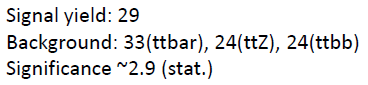 Signal yield: 29
Background: 33(ttbar), 24(ttZ), 24(ttbb)
Significance ~2.9 (stat.)